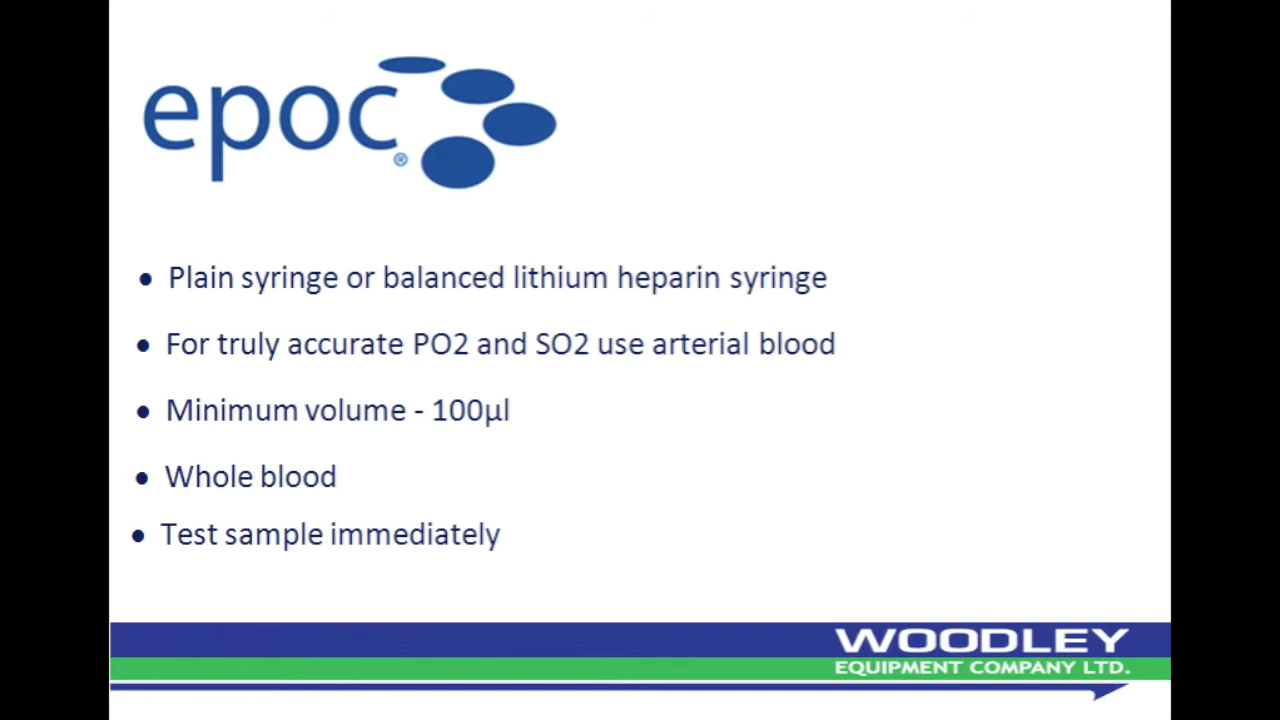 epoc®
• Plain syringe or balanced lithium heparin syringe
• For truly accurate PO2 and SO2 use arterial blood
• Minimum volume - 100µl
• Whole blood
• Test sample immediately
WOODLEY
EQUIPMENT COMPANY LTD.